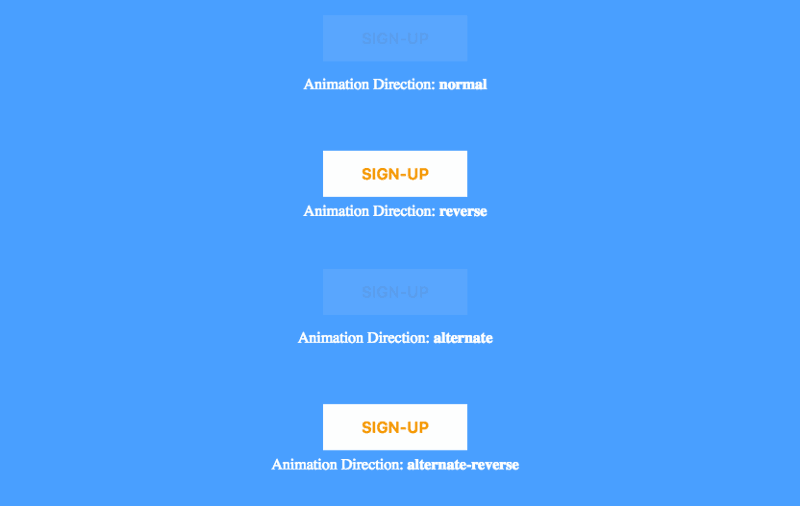 SIGN-UP
Animation Direction: normal
SIGN-UP
Animation Direction: reverse
SIGN-UP
Animation Direction: alternate
SIGN-UP
Animation Direction: alternate-reverse